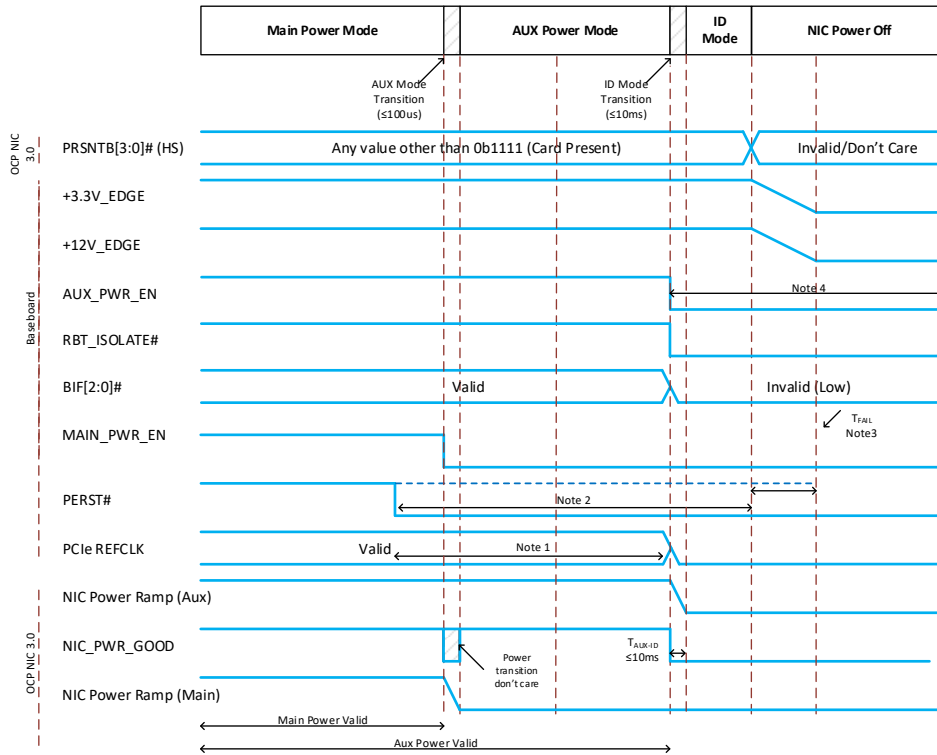 Main Power Mode
AUX Power Mode
ID
Mode
NIC Power Off
AUX Mode
Transition
(≤100us)
ID Mode
Transition
(≤10ms)
OCP NIC
3.0
PRSNTB[3:0]# (HS)
Any value other than 0b1111 (Card Present)
Invalid/Don't Care
+3.3V_EDGE
+12V_EDGE
Baseboard
AUX_PWR_EN
Note 4
RBT_ISOLATE#
BIF[2:0]#
Valid
Invalid (Low)
MAIN_PWR_EN
TFAIL
Note3
PERST#
Note 2
PCIe REFCLK
Valid
Note 1
NIC Power Ramp (Aux)
OCP NIC 3.0
NIC_PWR_GOOD
Power
transition
don't care
TAUX-ID
≤10ms
NIC Power Ramp (Main)
Main Power Valid
Aux Power Valid